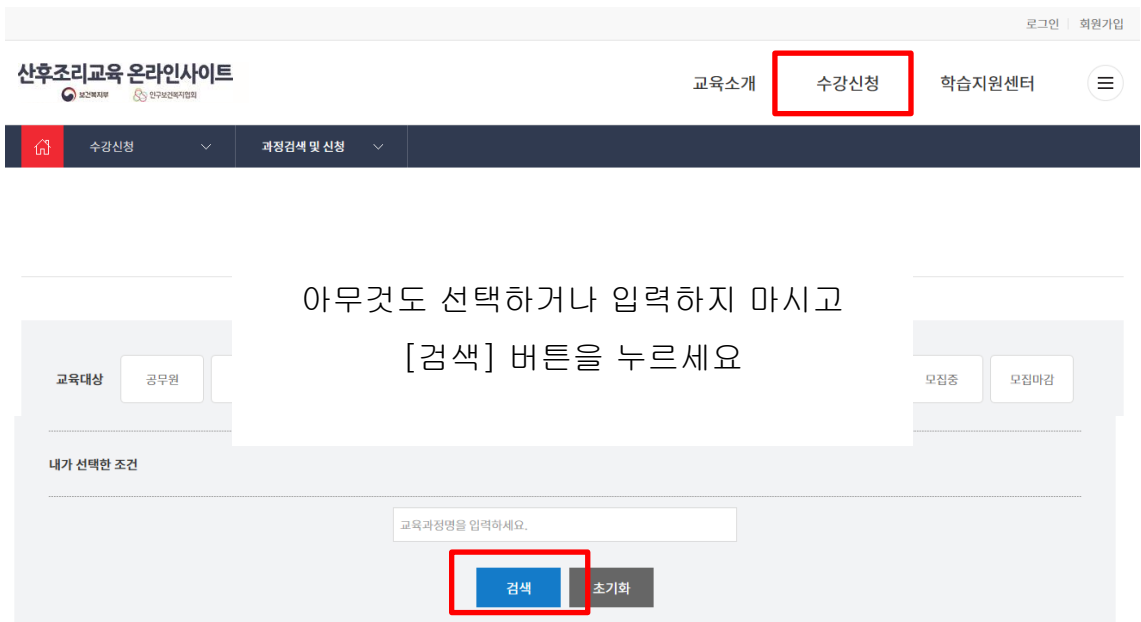 로그인 회원가입
산후조리교육 온라인사이트
보건복지부 인구보건복지협회
교육소개 수강신청 학습지원센터
수강신청 과정검색 및 신청
아무것도 선택하거나 입력하지 마시고
[검색] 버튼을 누르세요
교육대상 공무원 모집중 모집마감
내가 선택한 조건
교육과정명을 입력하세요.
검색 초기화